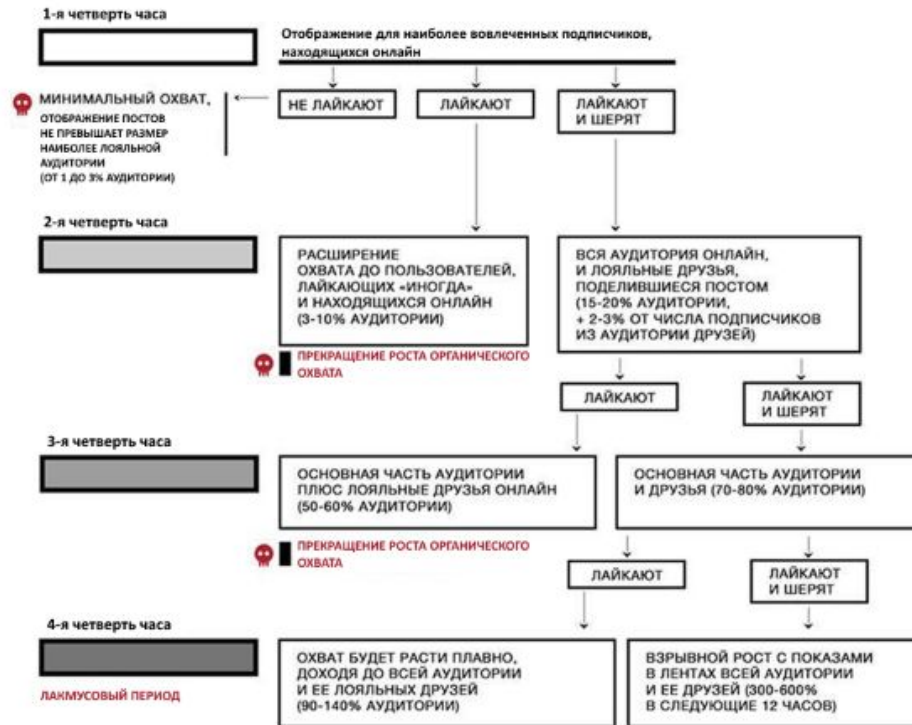 1-я четверть часа
Отображение для наиболее вовлеченных подписчиков,
находящихся онлайн
НЕ ЛАЙКАЮТ
ЛАЙКАЮТ
ЛАЙКАЮТ
И ШЕРЯТ
МИНИМАЛЬНЫЙ ОХВАТ,
ОТОБРАЖЕНИЕ ПОСТОВ
НЕ ПРЕВЫШАЕТ РАЗМЕР
НАИБОЛЕЕ ЛОЯЛЬНОЙ
АУДИТОРИИ
(ОТ 1 ДО 3% АУДИТОРИИ)
2-я четверть часа
РАСШИРЕНИЕ
ОХВАТА ДО ПОЛЬЗОВАТЕЛЕЙ,
ЛАЙКАЮЩИХ «ИНОГДА»
И НАХОДЯЩИХСЯ ОНЛАЙН
(3-10% АУДИТОРИИ)
ВСЯ АУДИТОРИЯ ОНЛАЙН,
И ЛОЯЛЬНЫЕ ДРУЗЬЯ,
ПОДЕЛИВШИЕСЯ ПОСТОМ
(15-20% АУДИТОРИИ,
+ 2-3% ОТ ЧИСЛА ПОДПИСЧИКОВ
ИЗ АУДИТОРИИ ДРУЗЕЙ)
ПРЕКРАЩЕНИЕ РОСТА ОРГАНИЧЕСКОГО
ОХВАТА
ЛАЙКАЮТ
ЛАЙКАЮТ
И ШЕРЯТ
3-я четверть часа
ОСНОВНАЯ ЧАСТЬ АУДИТОРИИ
ПЛЮС ЛОЯЛЬНЫЕ ДРУЗЬЯ ОНЛАЙН
(50-60% АУДИТОРИИ)
ОСНОВНАЯ ЧАСТЬ АУДИТОРИИ
И ДРУЗЬЯ (70-80% АУДИТОРИИ)
ПРЕКРАЩЕНИЕ РОСТА ОРГАНИЧЕСКОГО
ОХВАТА
ЛАЙКАЮТ
ЛАЙКАЮТ
И ШЕРЯТ
4-я четверть часа
ЛАКМУСОВЫЙ ПЕРИОД
ОХВАТ БУДЕТ РАСТИ ПЛАВНО,
ДОХОДЯ ДО ВСЕЙ АУДИТОРИИ
И ЕЕ ЛОЯЛЬНЫХ ДРУЗЕЙ
(90-140% АУДИТОРИИ)
ВЗРЫВНОЙ РОСТ С ПОКАЗАМИ
В ЛЕНТАХ ВСЕЙ АУДИТОРИИ
И ЕЕ ДРУЗЕЙ (300-600%
В СЛЕДУЮЩИЕ 12 ЧАСОВ)